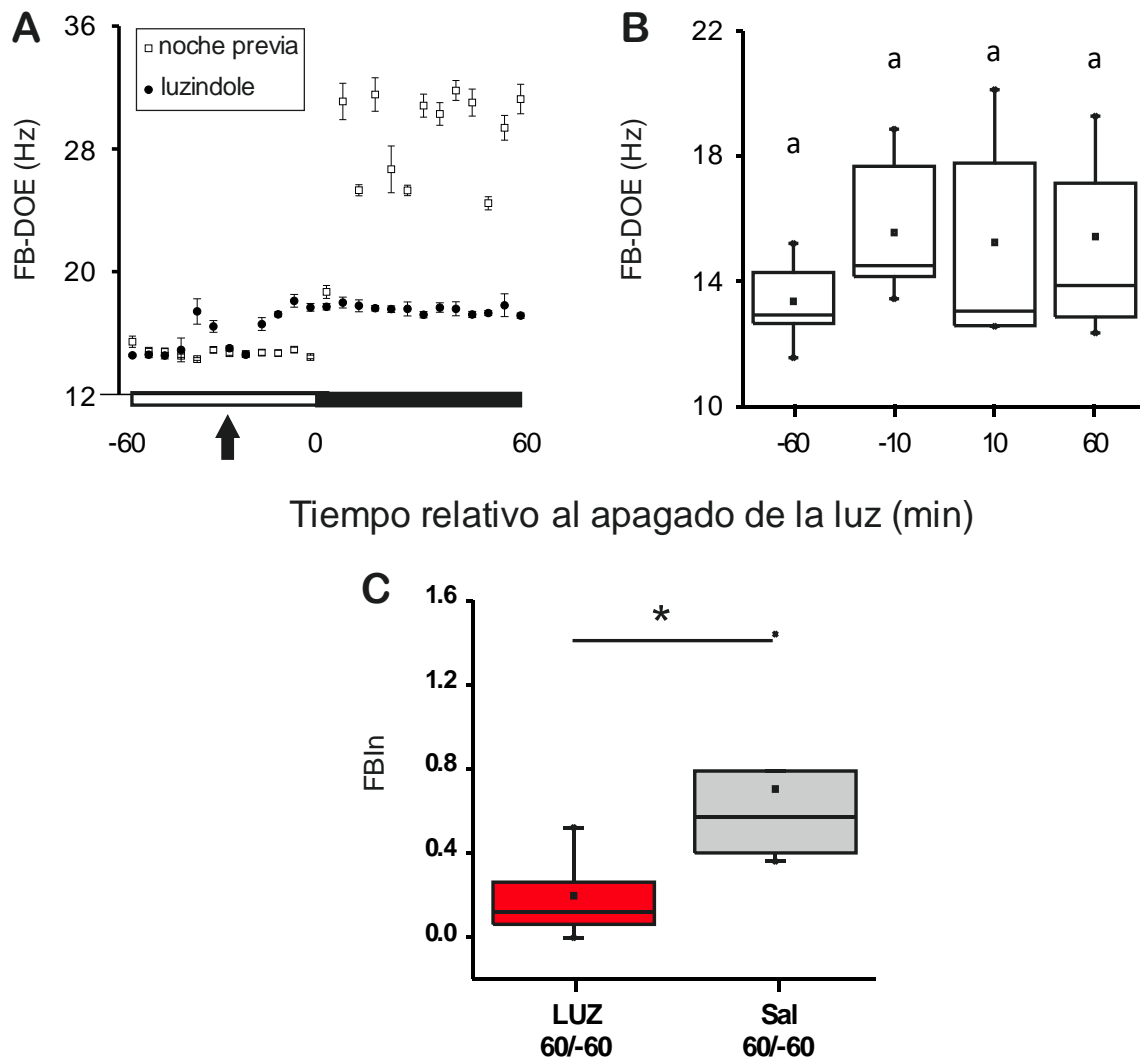 A
36
28
20
12
FB-DOE (Hz)
noche previa
luzindole
-60
0
60
B
22
18
14
10
FB-DOE (Hz)
a
a
a
a
-60
-10
10
60
Tiempo relativo al apagado de la luz (min)
C
1.6
1.2
0.8
0.4
0.0
FBIn
*
LUZ
60/-60
Sal
60/-60